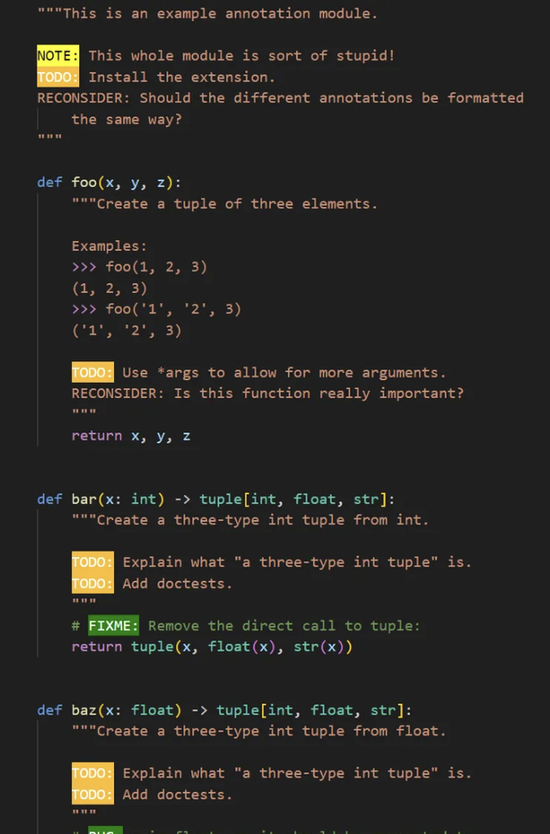 """This is an example annotation module.
NOTE: This whole module is sort of stupid!
TODO: Install the extension.
RECONSIDER: Should the different annotations be formatted
the same way?
"""
def foo(x, y, z):
"""Create a tuple of three elements.
Examples:
>>> foo(1, 2, 3)
(1, 2, 3)
>>> foo('1', '2', 3)
('1', '2', 3)
TODO: Use *args to allow for more arguments.
RECONSIDER: Is this function really important?
"""
return x, y, z
def bar(x: int) -> tuple[int, float, str]:
"""Create a three-type int tuple from int.
TODO: Explain what "a three-type int tuple" is.
TODO: Add doctests.
"""
# FIXME: Remove the direct call to tuple:
return tuple(x, float(x), str(x))
def baz(x: float) -> tuple[int, float, str]:
"""Create a three-type int tuple from float.
TODO: Explain what "a three-type int tuple" is.
TODO: Add doctests.
"""